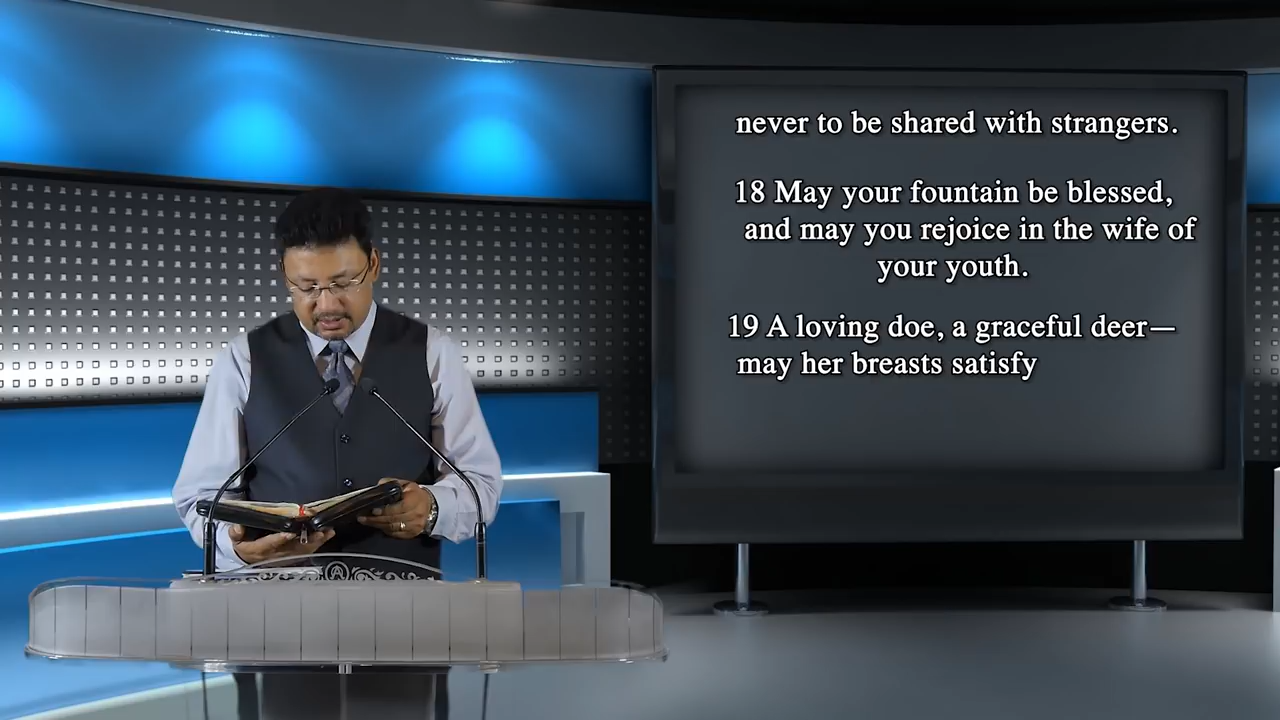 never to be shared with strangers.
18 May your fountain be blessed,
and may you rejoice in the wife of
your youth.
19 A loving doe, a graceful deer—
may her breasts satisfy